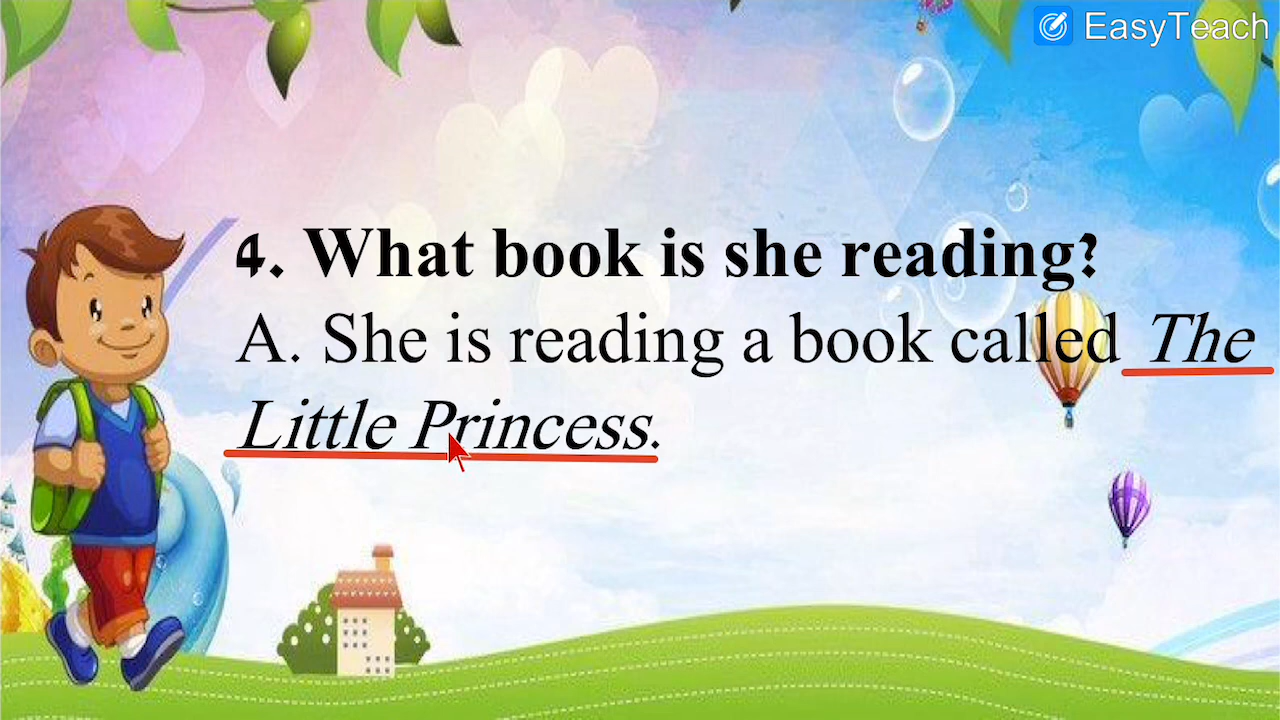 EasyTeach
4. What book is she reading?
A. She is reading a book called The
Little Princess.